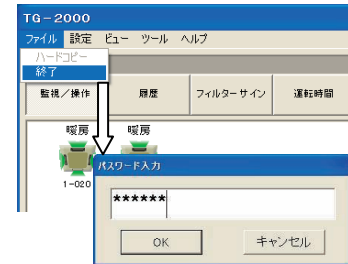 TG-2000
ファイル 設定 ビュー ツール ヘルプ
ハードコピー
終了
監視／操作 履歴 フィルターサイン 運転時間
暖房 暖房
1-020
パスワード入力
******
OK キャンセル